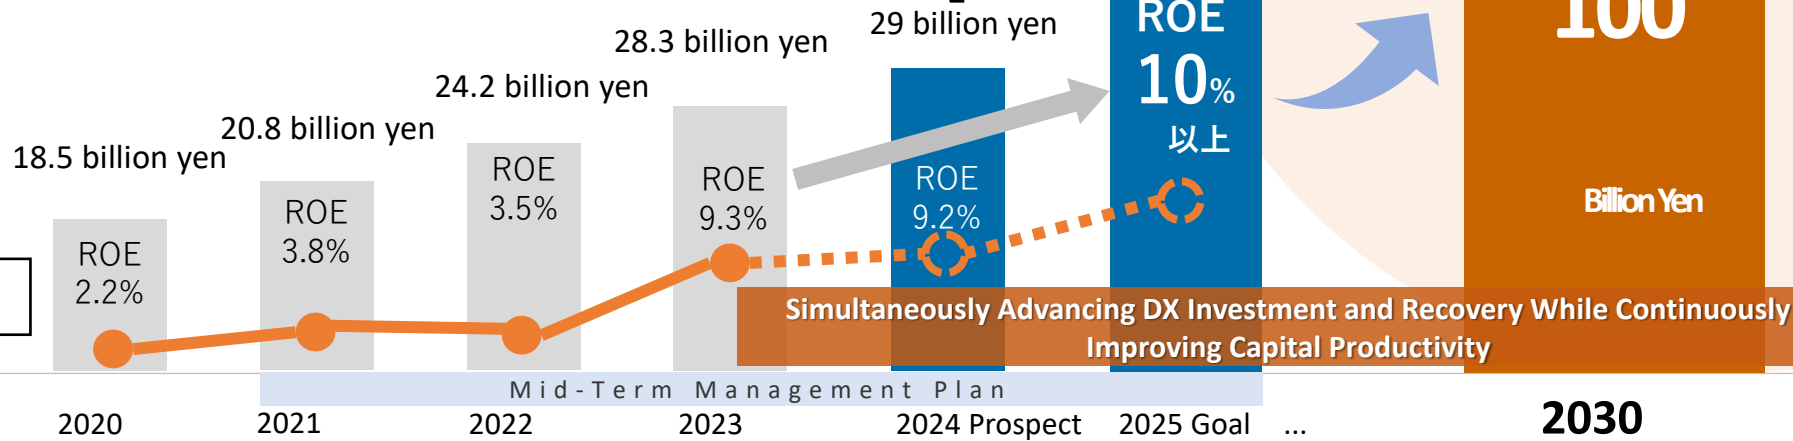 18.5 billion yen
20.8 billion yen
24.2 billion yen
28.3 billion yen
29 billion yen
ROE
2.2%
ROE
3.8%
ROE
3.5%
ROE
9.3%
ROE
9.2%
ROE
10%
以上
100
Billion Yen
Simultaneously Advancing DX Investment and Recovery While Continuously
Improving Capital Productivity
Mid-Term Management Plan
2020
2021
2022
2023
2024 Prospect
2025 Goal
...
2030